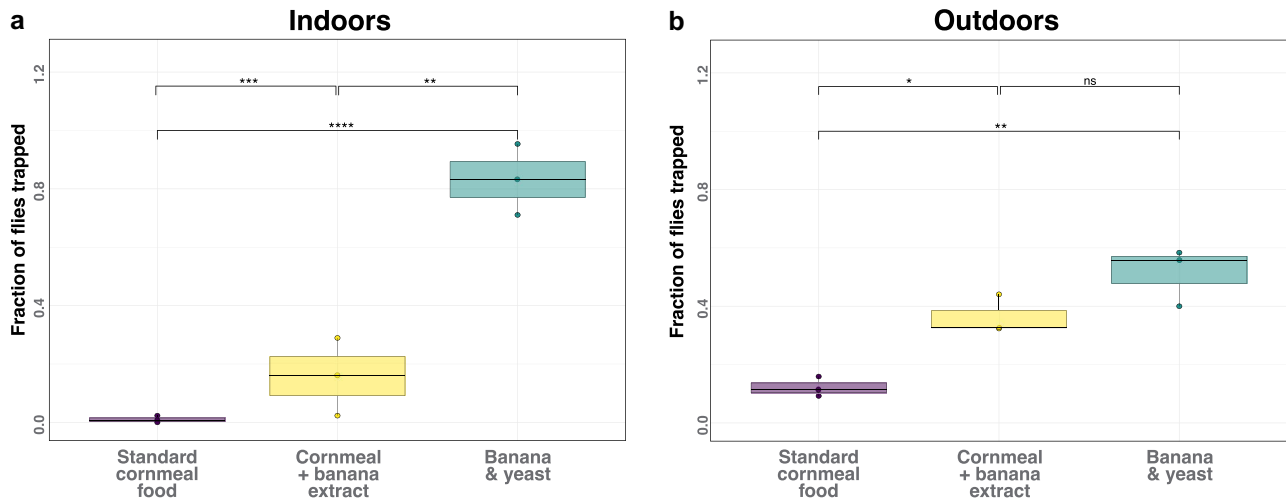 a
Indoors
Fraction of flies trapped
1.2
0.8
0.4
0.0
***
**
****
Standard
cornmeal
food
Cornmeal
+ banana
extract
Banana
& yeast
b
Outdoors
Fraction of flies trapped
1.2
0.8
0.4
0.0
*
ns
**
Standard
cornmeal
food
Cornmeal
+ banana
extract
Banana
& yeast